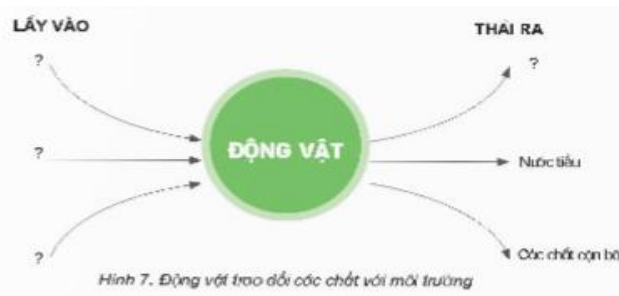 LẤY VÀO
THẢI RA
?
?
?
ĐỘNG VẬT
?
Nước tiểu
?
Các chất cặn bã
Hình 7. Động vật trao đổi các chất với môi trường